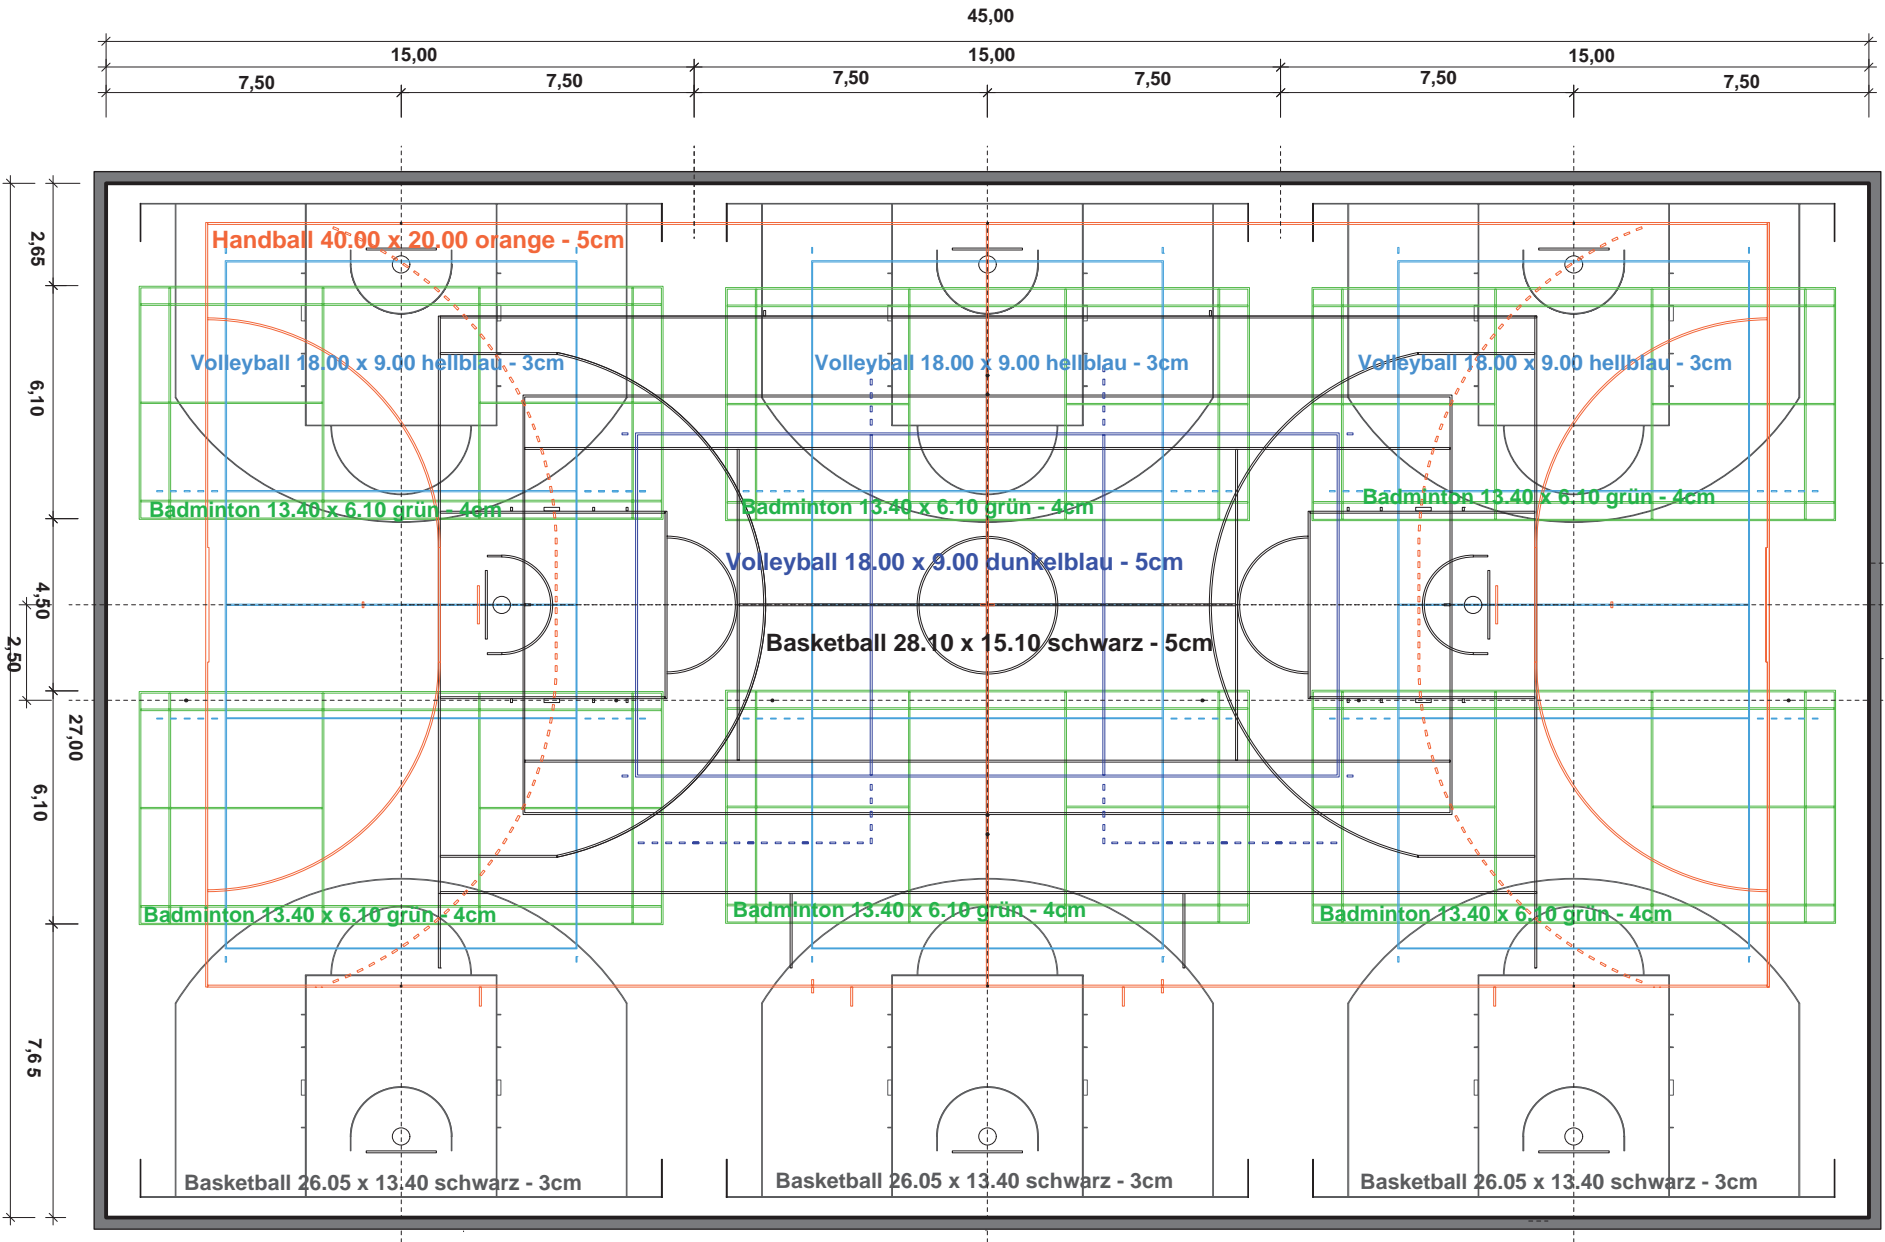 45,00
15,00 15,00 15,00
7,50 7,50 7,50 7,50 7,50 7,50
2,65
6,10
4,50
2,50
27,00
6,10
7,6 5
Handball 40.00 x 20.00 orange - 5cm
Volleyball 18.00 x 9.00 hellblau - 3cm
Volleyball 18.00 x 9.00 hellblau - 3cm
Volleyball 18.00 x 9.00 hellblau - 3cm
Badminton 13.40 x 6.10 grün - 4cm
Badminton 13.40 x 6.10 grün - 4cm
Badminton 13.40 x 6.10 grün - 4cm
Volleyball 18.00 x 9.00 dunkelblau - 5cm
Basketball 28.10 x 15.10 schwarz - 5cm
Badminton 13.40 x 6.10 grün - 4cm
Badminton 13.40 x 6.10 grün - 4cm
Badminton 13.40 x 6.10 grün - 4cm
Basketball 26.05 x 13.40 schwarz - 3cm
Basketball 26.05 x 13.40 schwarz - 3cm
Basketball 26.05 x 13.40 schwarz - 3cm